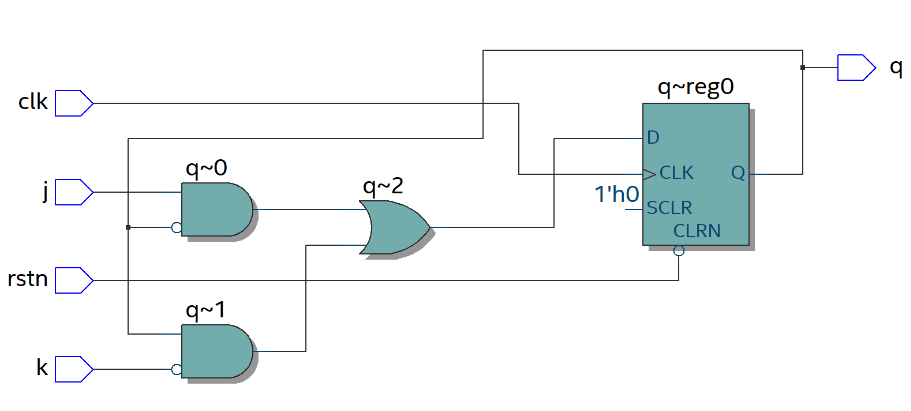 q
q~reg0
clk
D
q~0
j
q~2
CLK
Q
1'h0
SCLR
CLRN
rstn
q~1
k